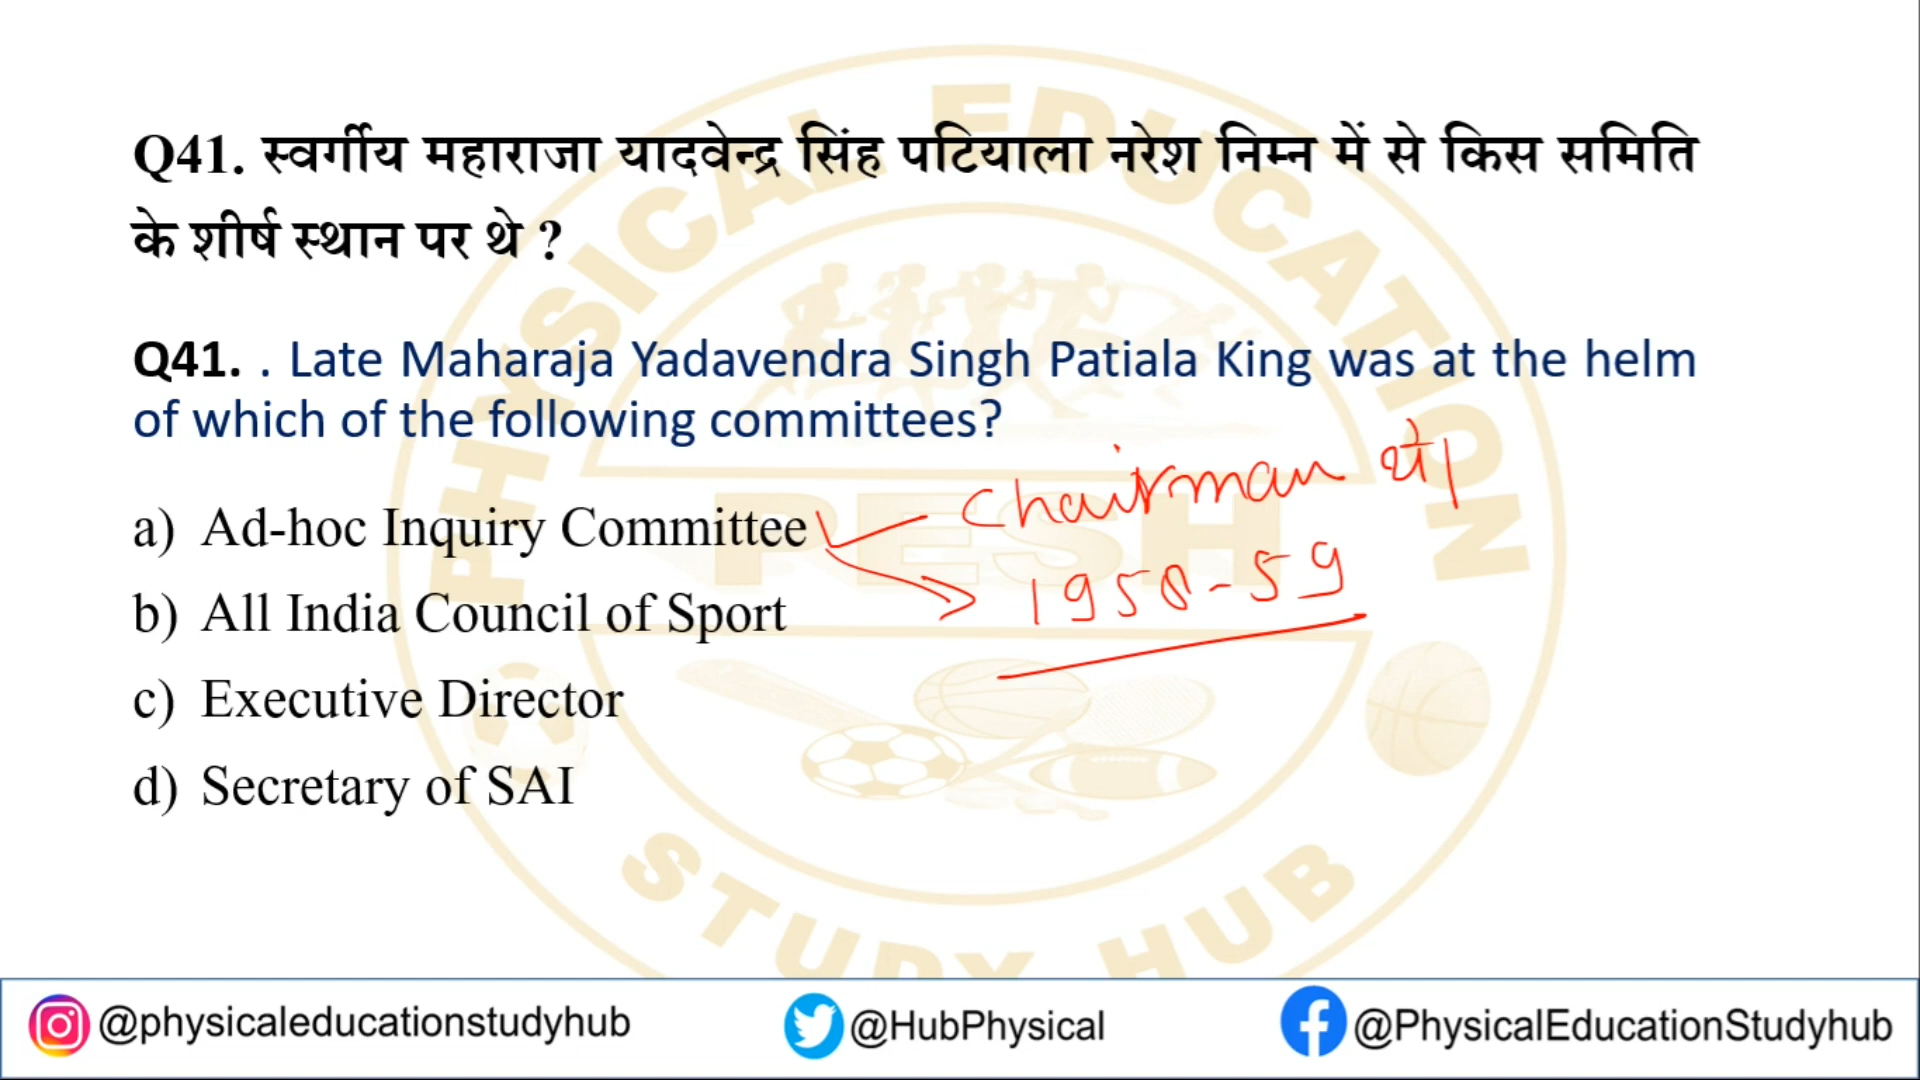 Q41. स्वर्गीय महाराजा यादवेन्द्र सिंह पटियाला नरेश निम्न में से किस समिति
के शीर्ष स्थान पर थे ?
Q41. . Late Maharaja Yadavendra Singh Patiala King was at the helm
of which of the following committees?
a) Ad-hoc Inquiry Committee
Chairman थे।
1958-59
b) All India Council of Sport
c) Executive Director
d) Secretary of SAI
PHYSICAL EDUCATION
PESH
STUDY HUB
@physicaleducationstudyhub
@HubPhysical
@PhysicalEducationStudyhub